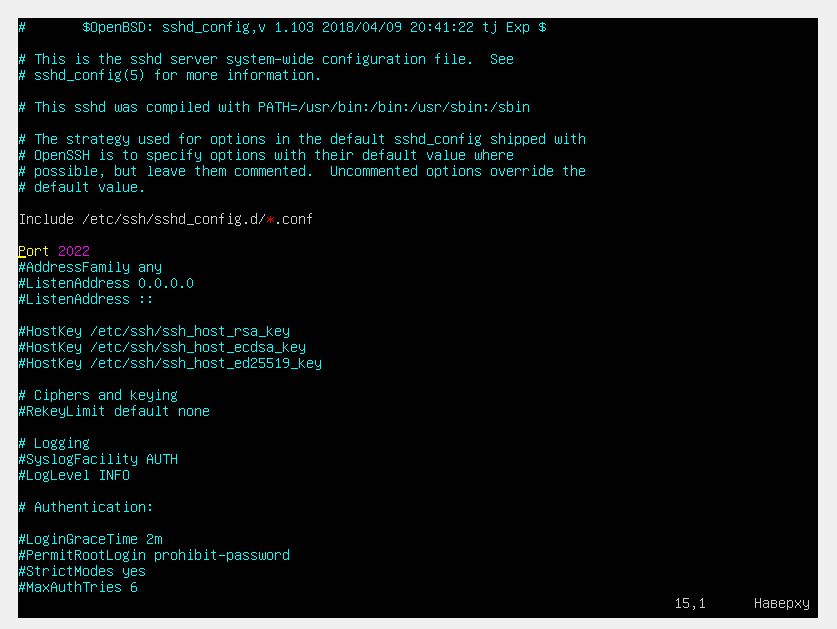 #       $OpenBSD: sshd_config,v 1.103 2018/04/09 20:41:22 tj Exp $
# This is the sshd server system-wide configuration file.  See
# sshd_config(5) for more information.
# This sshd was compiled with PATH=/usr/bin:/bin:/usr/sbin:/sbin
# The strategy used for options in the default sshd_config shipped with
# OpenSSH is to specify options with their default value where
# possible, but leave them commented.  Uncommented options override the
# default value.
Include /etc/ssh/sshd_config.d/*.conf
Port 2022
#AddressFamily any
#ListenAddress 0.0.0.0
#ListenAddress ::
#HostKey /etc/ssh/ssh_host_rsa_key
#HostKey /etc/ssh/ssh_host_ecdsa_key
#HostKey /etc/ssh/ssh_host_ed25519_key
# Ciphers and keying
#RekeyLimit default none
# Logging
#SyslogFacility AUTH
#LogLevel INFO
# Authentication:
#LoginGraceTime 2m
#PermitRootLogin prohibit-password
#StrictModes yes
#MaxAuthTries 6
15,1      Наверху